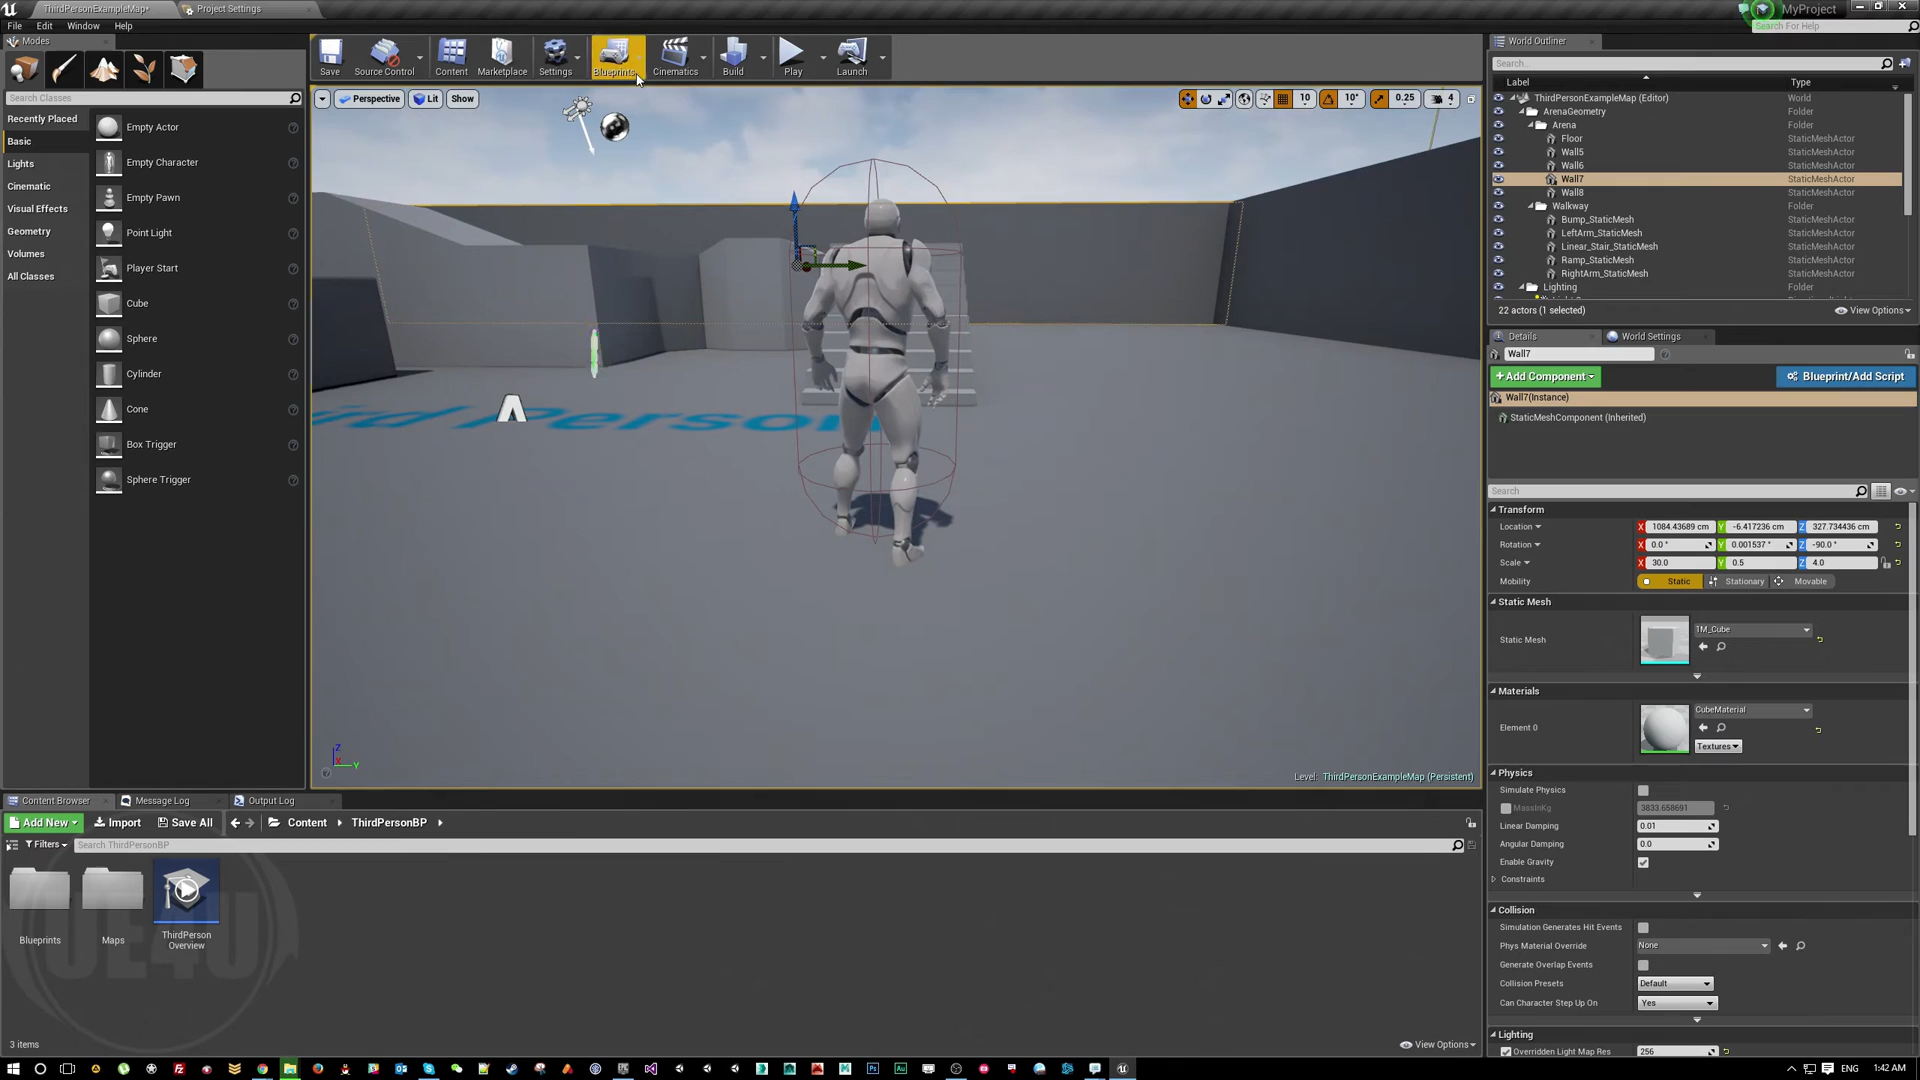 ThirdPersonExampleMap*
Project Settings
MyProject
File Edit Window Help
Search For Help
Modes
Search Classes
Recently Placed
Basic
Lights
Cinematic
Visual Effects
Geometry
Volumes
All Classes
Empty Actor
Empty Character
Empty Pawn
Point Light
Player Start
Cube
Sphere
Cylinder
Cone
Box Trigger
Sphere Trigger
Save
Source Control
Content
Marketplace
Settings
Blueprints
Cinematics
Build
Play
Launch
Perspective
Lit
Show
10
10°
0.25
4
Person
Level: ThirdPersonExampleMap (Persistent)
World Outliner
Search...
Label Type
ThirdPersonExampleMap (Editor) World
ArenaGeometry Folder
Arena Folder
Floor StaticMeshActor
Wall5 StaticMeshActor
Wall6 StaticMeshActor
Wall7 StaticMeshActor
Wall8 StaticMeshActor
Walkway Folder
Bump_StaticMesh StaticMeshActor
LeftArm_StaticMesh StaticMeshActor
Linear_Stair_StaticMesh StaticMeshActor
Ramp_StaticMesh StaticMeshActor
RightArm_StaticMesh StaticMeshActor
Lighting Folder
22 actors (1 selected)
View Options
Details
World Settings
Wall7
Add Component
Blueprint/Add Script
Wall7(Instance)
StaticMeshComponent (Inherited)
Search
Transform
Location X 1084.43689 cm Y -6.417236 cm Z 327.734436 cm
Rotation X 0.0 ° Y 0.001537 ° Z -90.0 °
Scale X 30.0 Y 0.5 Z 4.0
Mobility Static Stationary Movable
Static Mesh
Static Mesh
1M_Cube
Materials
Element 0
CubeMaterial
Textures
Physics
Simulate Physics
MassInKg 3833.658691
Linear Damping 0.01
Angular Damping 0.0
Enable Gravity
Constraints
Collision
Simulation Generates Hit Events
Phys Material Override None
Generate Overlap Events
Collision Presets Default
Can Character Step Up On Yes
Lighting
Overridden Light Map Res 256
Content Browser
Message Log
Output Log
Add New
Import
Save All
Content
ThirdPersonBP
Filters
Search ThirdPersonBP
Blueprints
Maps
ThirdPerson
Overview
UE4U
3 items
View Options
ENG
1:42 AM